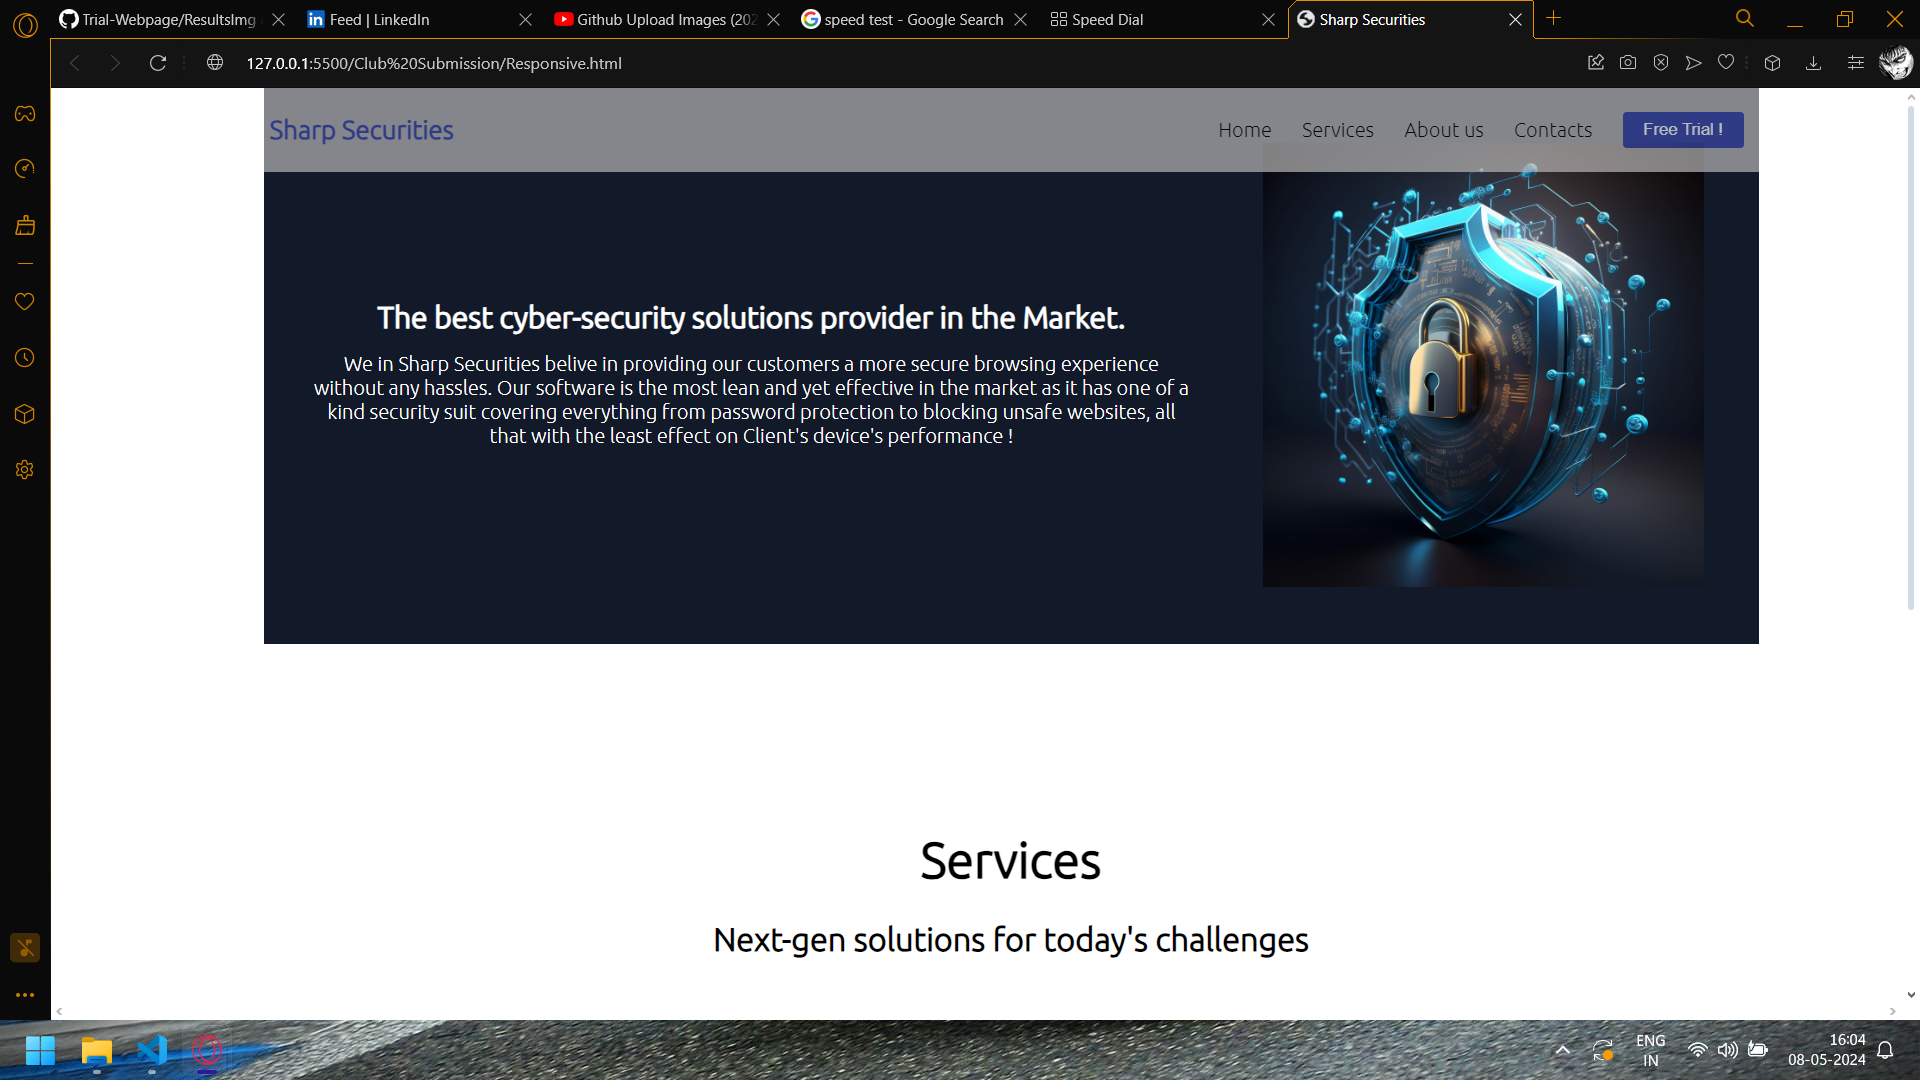 Trial-Webpage/ResultsImg
Feed | LinkedIn
Github Upload Images (202
speed test - Google Search
Speed Dial
Sharp Securities
127.0.0.1:5500/Club%20Submission/Responsive.html
Sharp Securities
Home
Services
About us
Contacts
Free Trial !
The best cyber-security solutions provider in the Market.
We in Sharp Securities belive in providing our customers a more secure browsing experience
without any hassles. Our software is the most lean and yet effective in the market as it has one of a
kind security suit covering everything from password protection to blocking unsafe websites, all
that with the least effect on Client's device's performance !
Services
Next-gen solutions for today's challenges
ENG
IN
16:04
08-05-2024